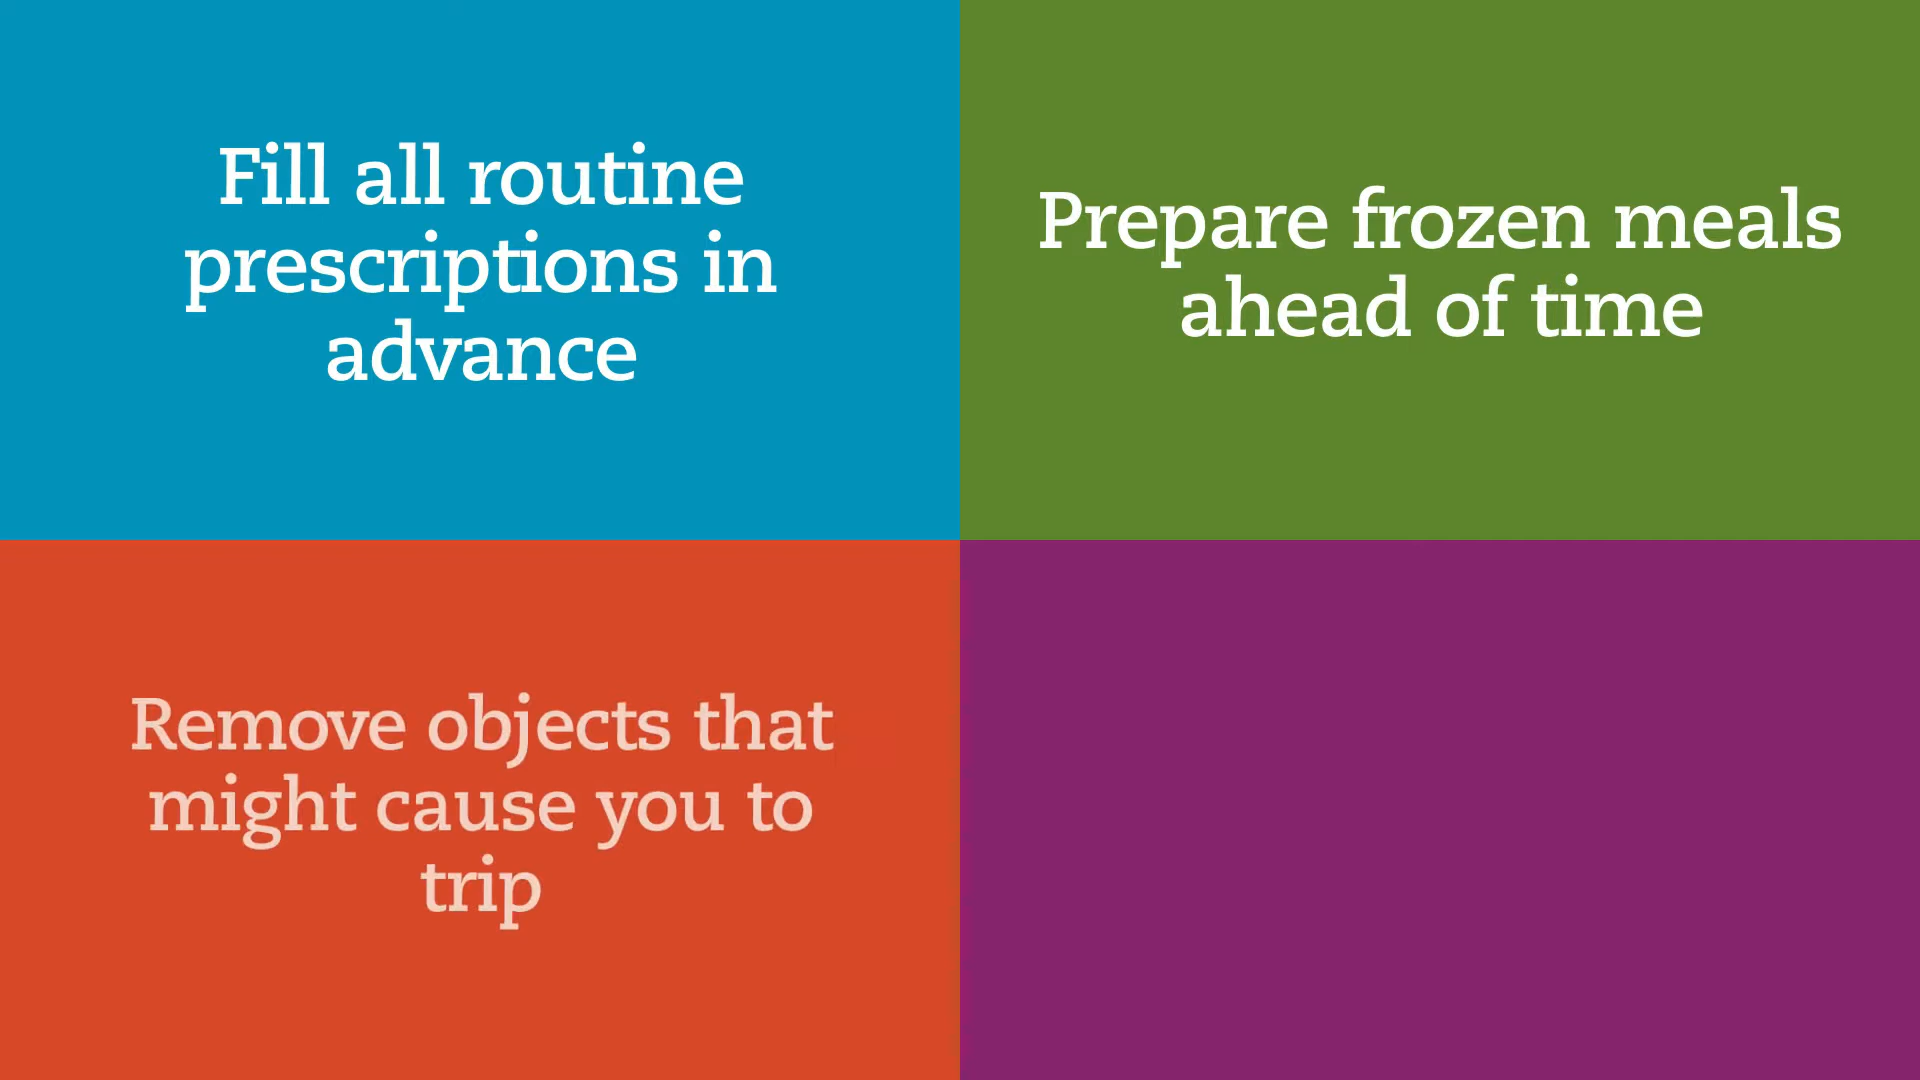 Fill all routine
prescriptions in
advance
Prepare frozen meals
ahead of time
Remove objects that
might cause you to
trip